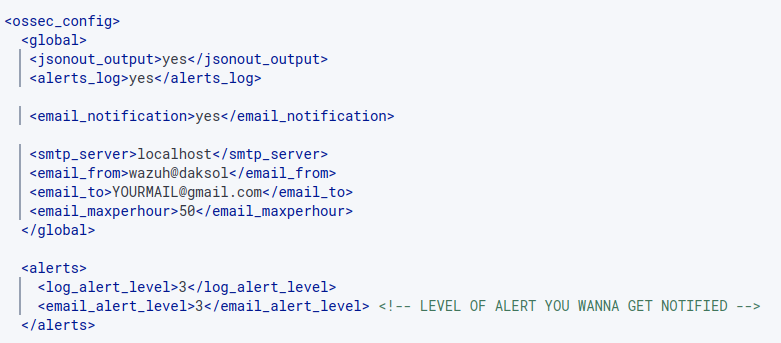 <ossec_config>
<global>
<jsonout_output>yes</jsonout_output>
<alerts_log>yes</alerts_log>
<email_notification>yes</email_notification>
<smtp_server>localhost</smtp_server>
<email_from>wazuh@daksol</email_from>
<email_to>YOURMAIL@gmail.com</email_to>
<email_maxperhour>50</email_maxperhour>
</global>
<alerts>
<log_alert_level>3</log_alert_level>
<email_alert_level>3</email_alert_level> <!-- LEVEL OF ALERT YOU WANNA GET NOTIFIED -->
</alerts>